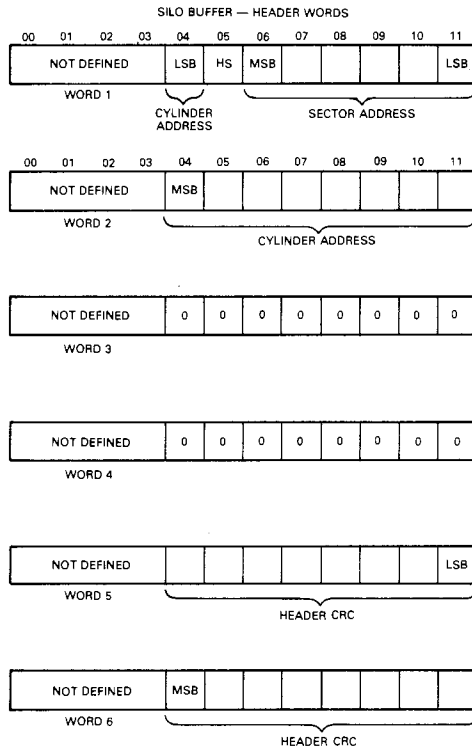 SILO BUFFER — HEADER WORDS
00 01 02 03 04 05 06 07 08 09 10 11
NOT DEFINED LSB HS MSB LSB
WORD 1
CYLINDER ADDRESS
SECTOR ADDRESS
00 01 02 03 04 05 06 07 08 09 10 11
NOT DEFINED MSB
WORD 2
CYLINDER ADDRESS
NOT DEFINED 0 0 0 0 0 0 0 0
WORD 3
NOT DEFINED 0 0 0 0 0 0 0 0
WORD 4
NOT DEFINED LSB
WORD 5
HEADER CRC
NOT DEFINED MSB
WORD 6
HEADER CRC